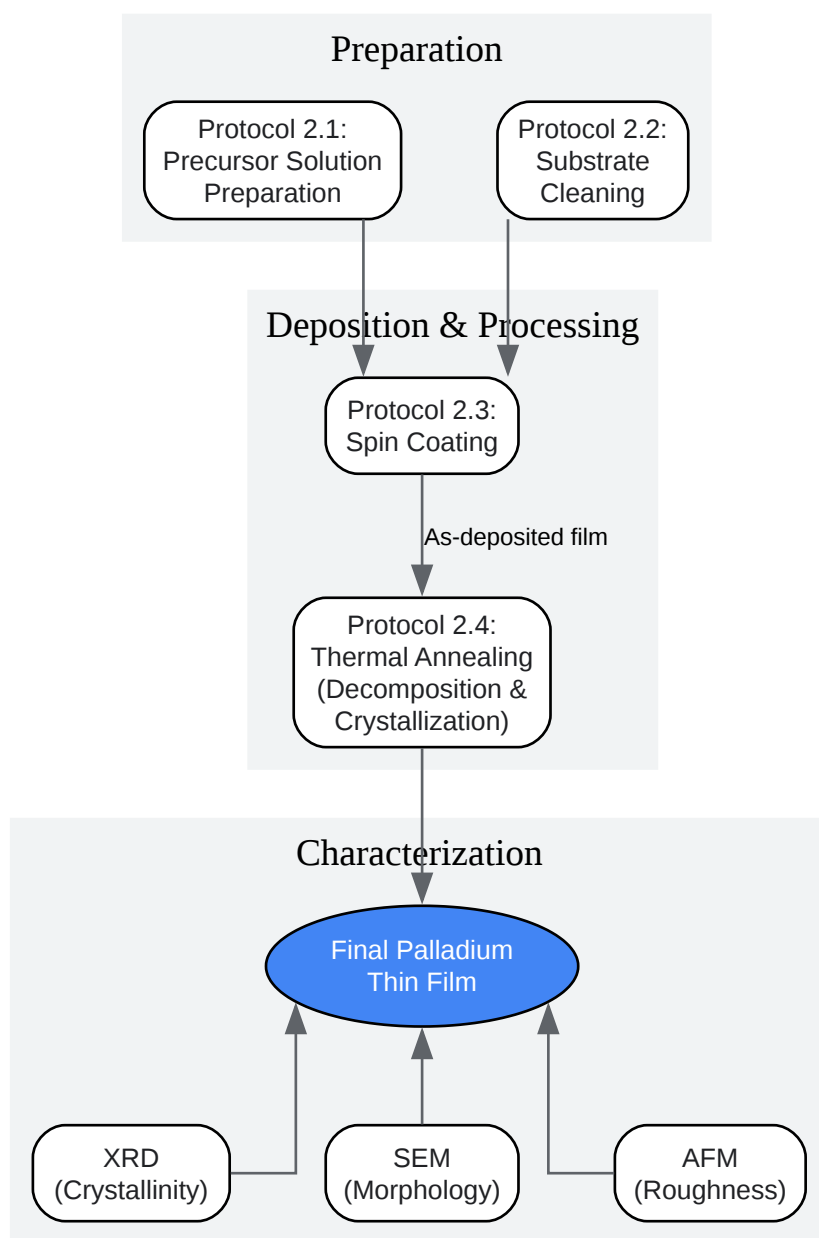 Preparation
Protocol 2.1:
Precursor Solution
Preparation
Protocol 2.2:
Substrate
Cleaning
Deposition & Processing
Protocol 2.3:
Spin Coating
As-deposited film
Protocol 2.4:
Thermal Annealing
(Decomposition &
Crystallization)
Characterization
Final Palladium
Thin Film
XRD
(Crystallinity)
SEM
(Morphology)
AFM
(Roughness)